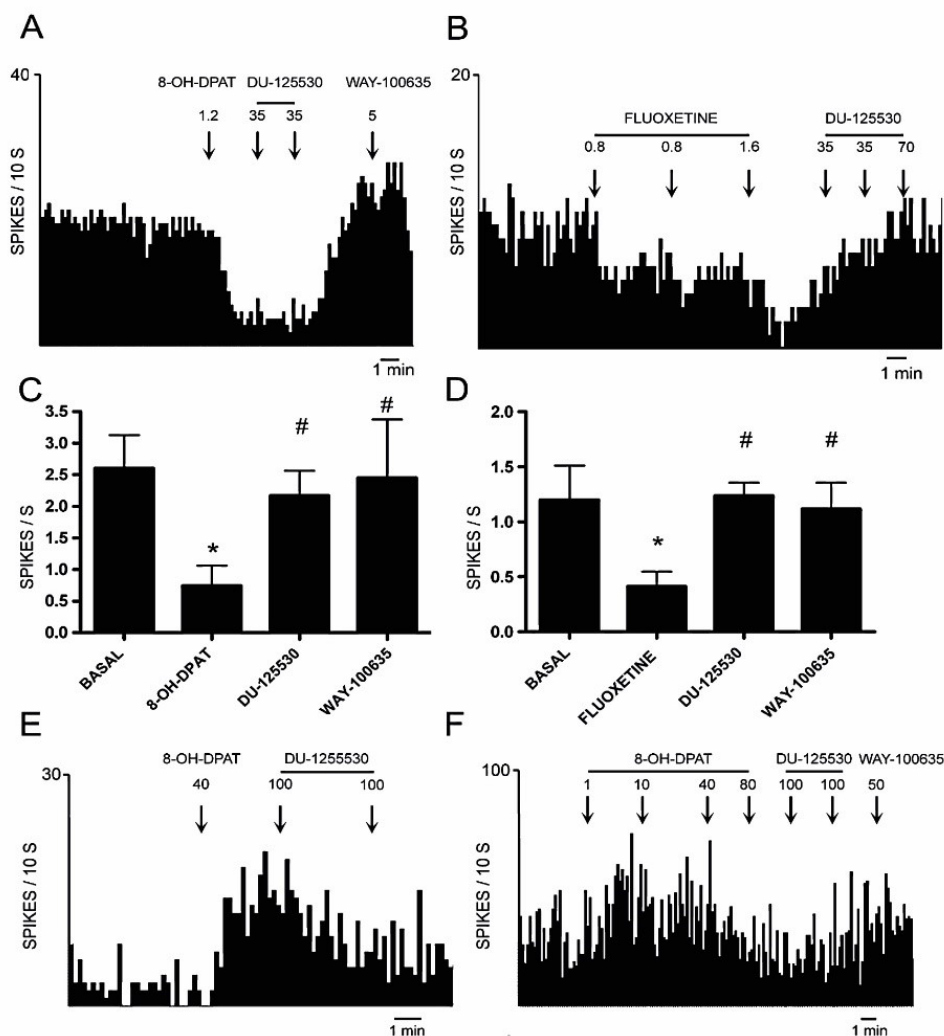 A
40
8-OH-DPAT DU-125530 WAY-100635
1.2 35 35 5
SPIKES / 10 S
1 min
B
20
FLUOXETINE DU-125530
0.8 0.8 1.6 35 35 70
SPIKES / 10 S
1 min
C
3.5
3.0
2.5
2.0
1.5
1.0
0.5
0.0
SPIKES / S
* # #
BASAL
8-OH-DPAT
DU-125530
WAY-100635
D
2.0
1.5
1.0
0.5
0.0
SPIKES / S
* # #
BASAL
FLUOXETINE
DU-125530
WAY-100635
E
30
8-OH-DPAT DU-1255530
40 100 100
SPIKES / 10 S
1 min
F
100
8-OH-DPAT DU-125530 WAY-100635
1 10 40 80 100 100 50
SPIKES / 10 S
1 min